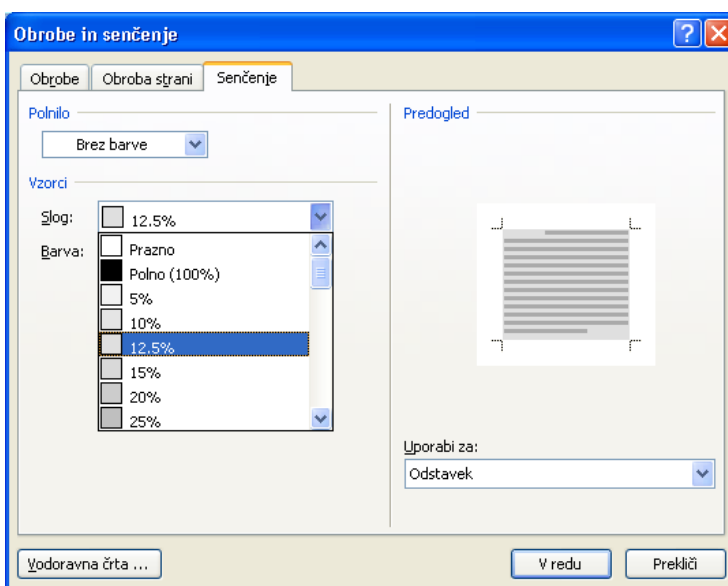 Obrobe in senčenje
Obrobe
Obroba strani
Senčenje
Polnilo
Brez barve
Vzorci
Slog:
12.5%
Barva:
Prazno
Polno (100%)
5%
10%
12.5%
15%
20%
25%
Predogled
Uporabi za:
Odstavek
Vodoravna črta ...
V redu
Prekliči